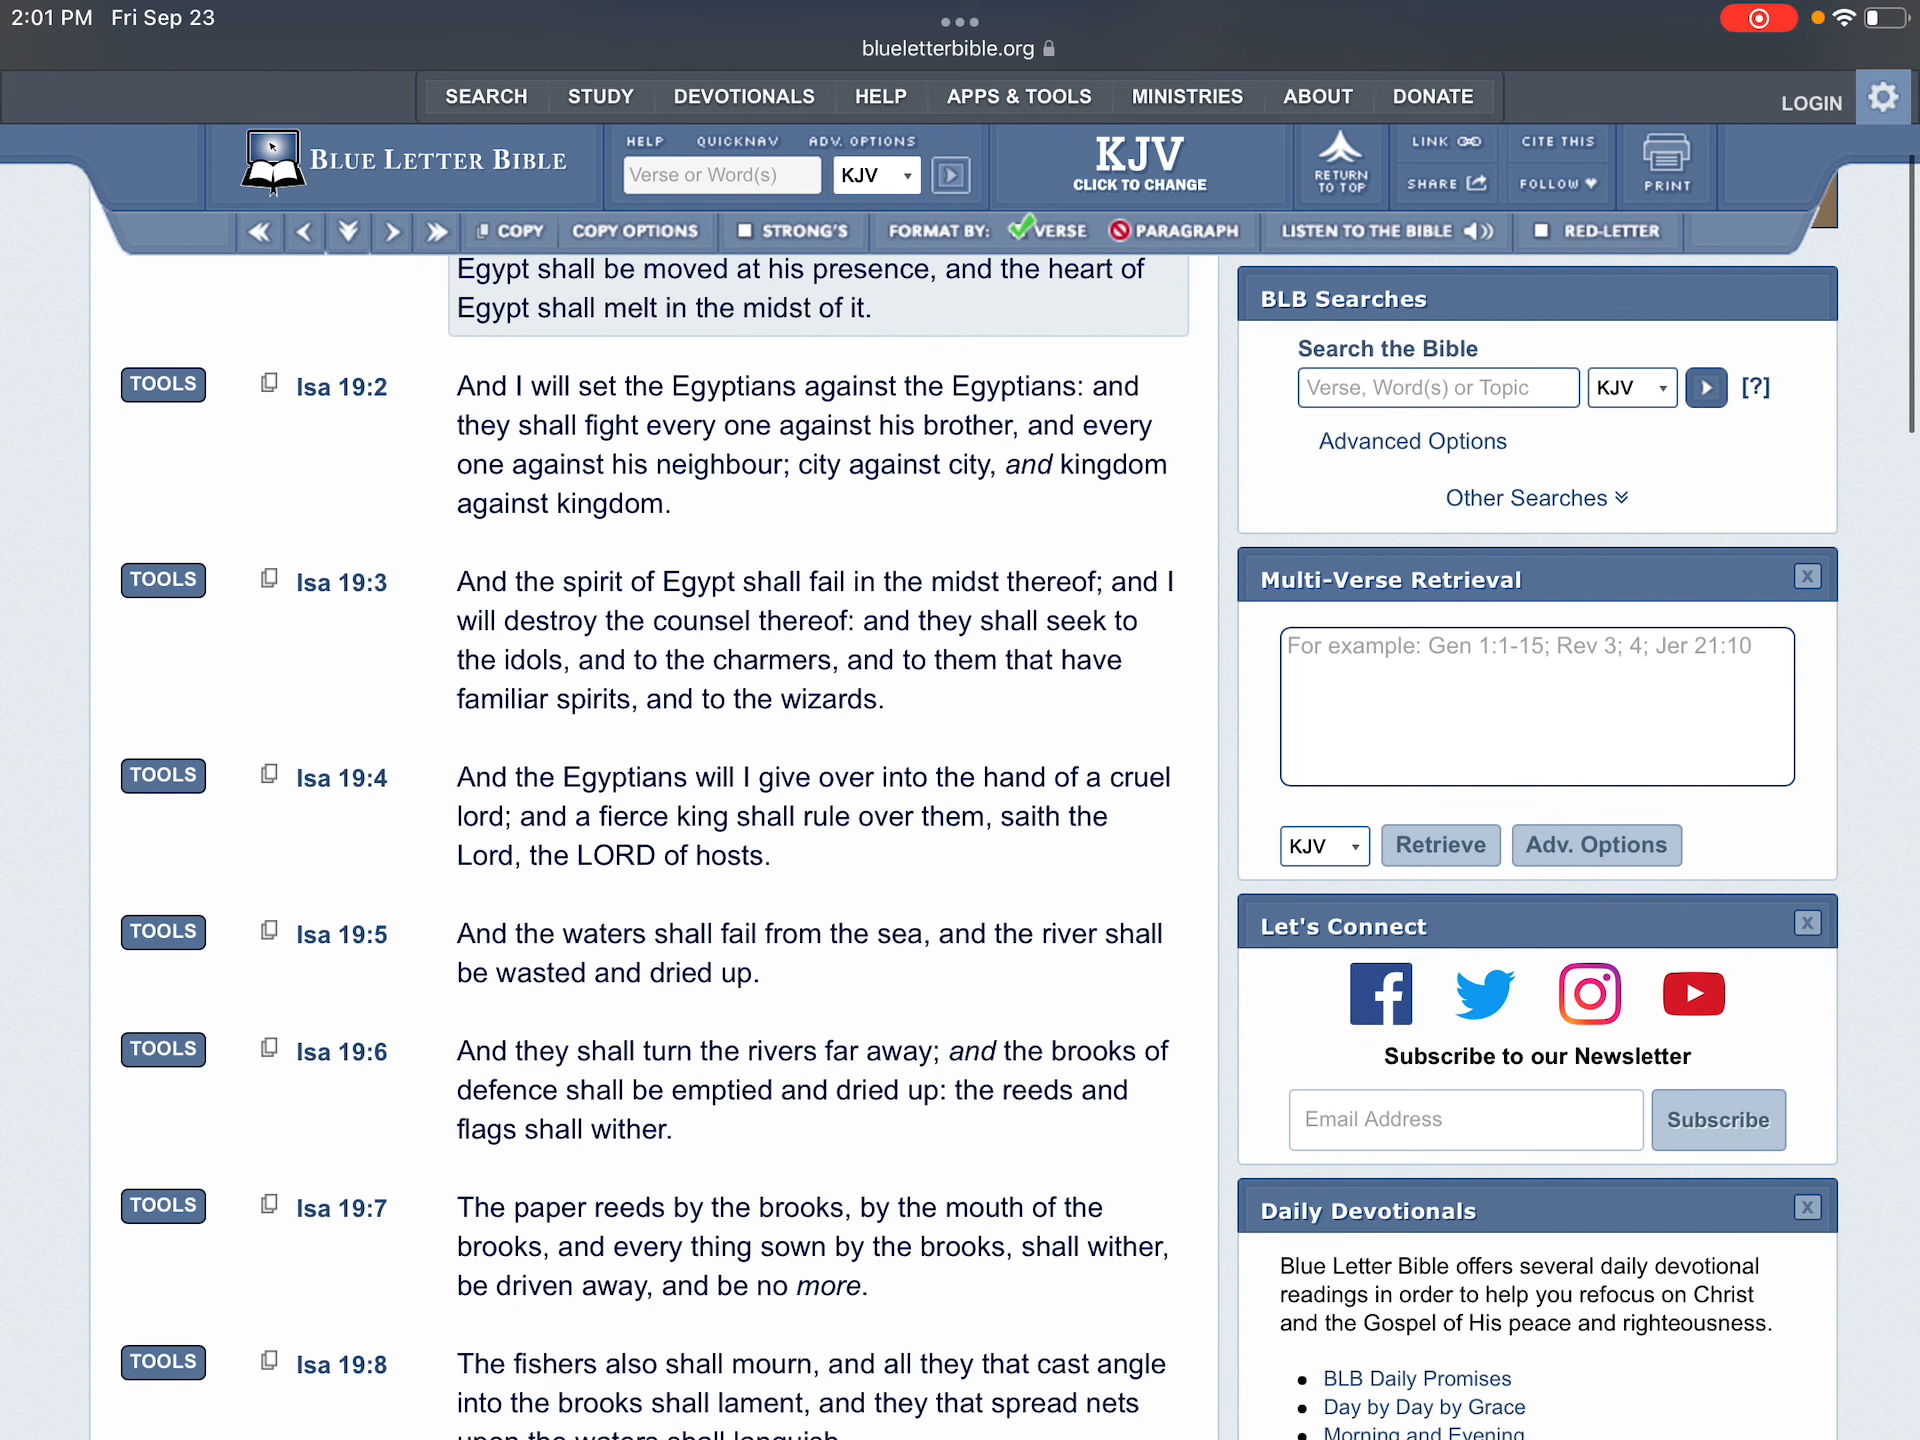 2:01 PM Fri Sep 23
blueletterbible.org
SEARCH STUDY DEVOTIONALS HELP APPS & TOOLS MINISTRIES ABOUT DONATE
LOGIN
BLUE LETTER BIBLE
HELP QUICKNAV ADV. OPTIONS
Verse or Word(s) KJV
KJV
CLICK TO CHANGE
RETURN
TO TOP
LINK
SHARE
CITE THIS
FOLLOW
PRINT
COPY COPY OPTIONS STRONG'S FORMAT BY: VERSE PARAGRAPH LISTEN TO THE BIBLE RED-LETTER
Egypt shall be moved at his presence, and the heart of
Egypt shall melt in the midst of it.
TOOLS Isa 19:2 And I will set the Egyptians against the Egyptians: and
they shall fight every one against his brother, and every
one against his neighbour; city against city, and kingdom
against kingdom.
TOOLS Isa 19:3 And the spirit of Egypt shall fail in the midst thereof; and I
will destroy the counsel thereof: and they shall seek to
the idols, and to the charmers, and to them that have
familiar spirits, and to the wizards.
TOOLS Isa 19:4 And the Egyptians will I give over into the hand of a cruel
lord; and a fierce king shall rule over them, saith the
Lord, the LORD of hosts.
TOOLS Isa 19:5 And the waters shall fail from the sea, and the river shall
be wasted and dried up.
TOOLS Isa 19:6 And they shall turn the rivers far away; and the brooks of
defence shall be emptied and dried up: the reeds and
flags shall wither.
TOOLS Isa 19:7 The paper reeds by the brooks, by the mouth of the
brooks, and every thing sown by the brooks, shall wither,
be driven away, and be no more.
TOOLS Isa 19:8 The fishers also shall mourn, and all they that cast angle
into the brooks shall lament, and they that spread nets
upon the waters shall languish.
BLB Searches
Search the Bible
Verse, Word(s) or Topic KJV [?]
Advanced Options
Other Searches
Multi-Verse Retrieval X
For example: Gen 1:1-15; Rev 3; 4; Jer 21:10
KJV Retrieve Adv. Options
Let's Connect X
Subscribe to our Newsletter
Email Address Subscribe
Daily Devotionals X
Blue Letter Bible offers several daily devotional
readings in order to help you refocus on Christ
and the Gospel of His peace and righteousness.
• BLB Daily Promises
• Day by Day by Grace
• Morning and Evening